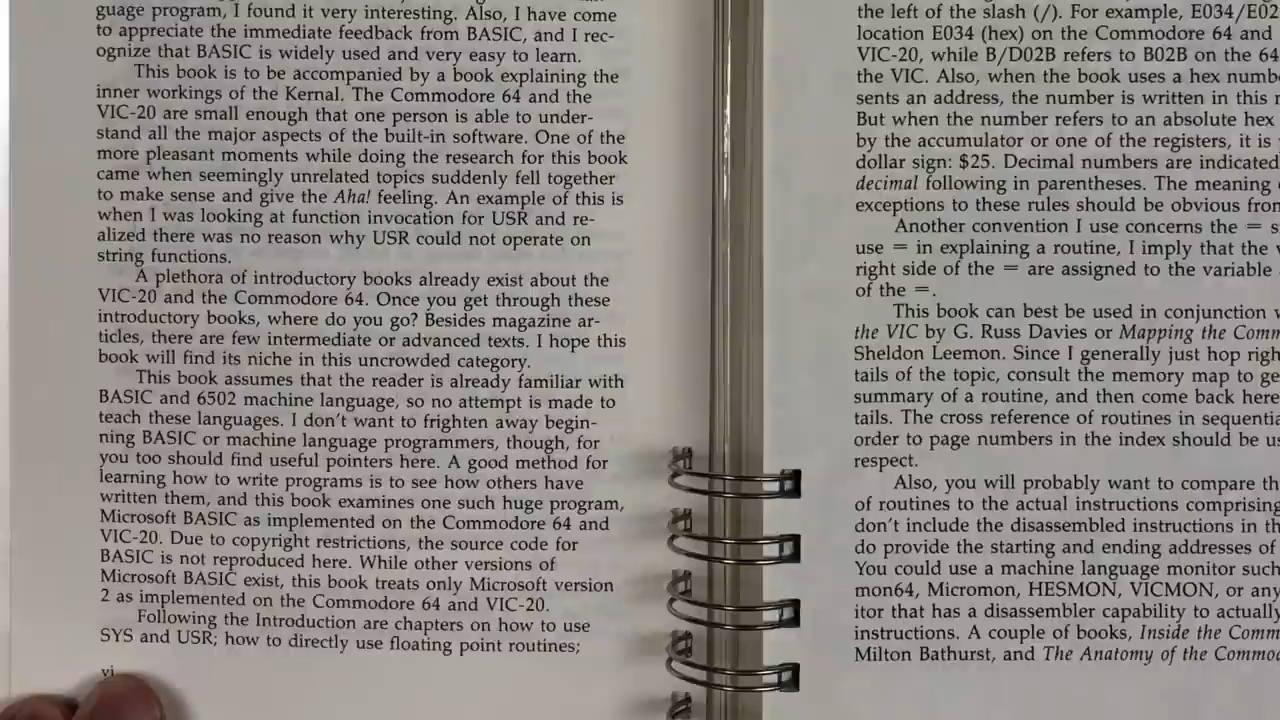 guage program, I found it very interesting. Also, I have come
to appreciate the immediate feedback from BASIC, and I rec-
ognize that BASIC is widely used and very easy to learn.
This book is to be accompanied by a book explaining the
inner workings of the Kernal. The Commodore 64 and the
VIC-20 are small enough that one person is able to under-
stand all the major aspects of the built-in software. One of the
more pleasant moments while doing the research for this book
came when seemingly unrelated topics suddenly fell together
to make sense and give the Aha! feeling. An example of this is
when I was looking at function invocation for USR and re-
alized there was no reason why USR could not operate on
string functions.
A plethora of introductory books already exist about the
VIC-20 and the Commodore 64. Once you get through these
introductory books, where do you go? Besides magazine ar-
ticles, there are few intermediate or advanced texts. I hope this
book will find its niche in this uncrowded category.
This book assumes that the reader is already familiar with
BASIC and 6502 machine language, so no attempt is made to
teach these languages. I don't want to frighten away begin-
ning BASIC or machine language programmers, though, for
you too should find useful pointers here. A good method for
learning how to write programs is to see how others have
written them, and this book examines one such huge program,
Microsoft BASIC as implemented on the Commodore 64 and
VIC-20. Due to copyright restrictions, the source code for
BASIC is not reproduced here. While other versions of
Microsoft BASIC exist, this book treats only Microsoft version
2 as implemented on the Commodore 64 and VIC-20.
Following the Introduction are chapters on how to use
SYS and USR; how to directly use floating point routines;
vi
the left of the slash (/). For example, E034/E02
location E034 (hex) on the Commodore 64 and
VIC-20, while B/D02B refers to B02B on the 64
the VIC. Also, when the book uses a hex numb
sents an address, the number is written in this
But when the number refers to an absolute hex
by the accumulator or one of the registers, it is
dollar sign: $25. Decimal numbers are indicated
decimal following in parentheses. The meaning
exceptions to these rules should be obvious from
Another convention I use concerns the = s
use = in explaining a routine, I imply that the
right side of the = are assigned to the variable
of the =.
This book can best be used in conjunction
the VIC by G. Russ Davies or Mapping the Comm
Sheldon Leemon. Since I generally just hop righ
tails of the topic, consult the memory map to ge
summary of a routine, and then come back here
tails. The cross reference of routines in sequentia
order to page numbers in the index should be us
respect.
Also, you will probably want to compare th
of routines to the actual instructions comprising
don't include the disassembled instructions in th
do provide the starting and ending addresses of
You could use a machine language monitor such
mon64, Micromon, HESMON, VICMON, or any
itor that has a disassembler capability to actually
instructions. A couple of books, Inside the Comm
Milton Bathurst, and The Anatomy of the Commod